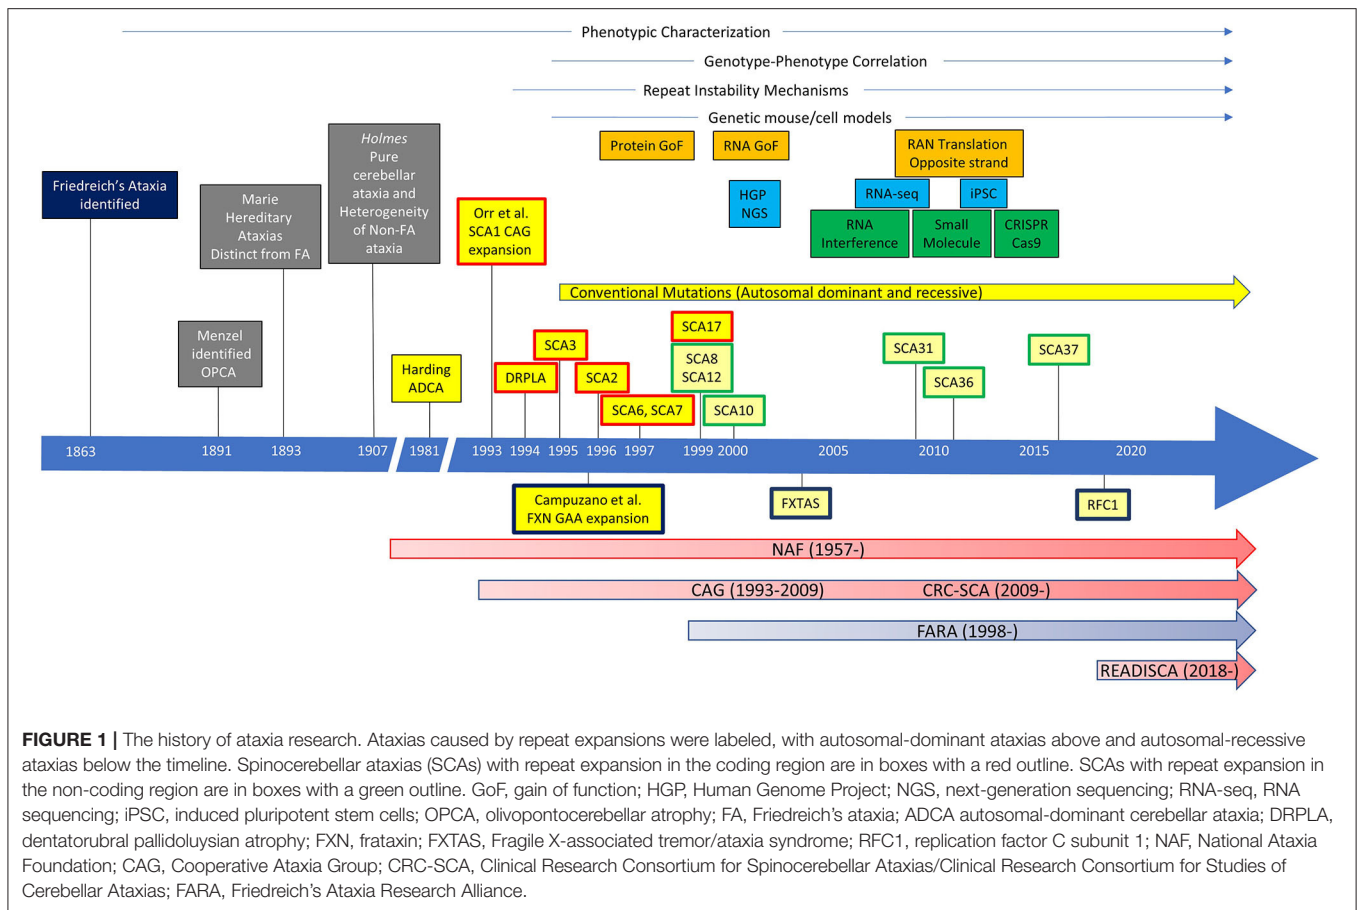 Phenotypic Characterization
Genotype-Phenotype Correlation
Repeat Instability Mechanisms
Genetic mouse/cell models
Friedreich's Ataxia
identified
Marie
Hereditary
Ataxias
Distinct from FA
Holmes
Pure
cerebellar
ataxia and
Heterogeneity
of Non-FA
ataxia
Menzel
identified
OPCA
Harding
ADCA
Orr et al.
SCA1 CAG
expansion
Protein GoF
RNA GoF
RAN Translation
Opposite strand
HGP
NGS
RNA-seq
iPSC
RNA
Interference
Small
Molecule
CRISPR
Cas9
Conventional Mutations (Autosomal dominant and recessive)
DRPLA
SCA3
SCA2
SCA6, SCA7
SCA17
SCA8
SCA12
SCA10
SCA31
SCA36
SCA37
1863
1891
1893
1907
1981
1993
1994
1995
1996
1997
1999
2000
2005
2010
2015
2020
Campuzano et al.
FXN GAA expansion
FXTAS
RFC1
NAF (1957-)
CAG (1993-2009)
CRC-SCA (2009-)
FARA (1998-)
READISCA (2018-)
FIGURE 1 | The history of ataxia research. Ataxias caused by repeat expansions were labeled, with autosomal-dominant ataxias above and autosomal-recessive
ataxias below the timeline. Spinocerebellar ataxias (SCAs) with repeat expansion in the coding region are in boxes with a red outline. SCAs with repeat expansion in
the non-coding region are in boxes with a green outline. GoF, gain of function; HGP, Human Genome Project; NGS, next-generation sequencing; RNA-seq, RNA
sequencing; iPSC, induced pluripotent stem cells; OPCA, olivopontocerebellar atrophy; FA, Friedreich's ataxia; ADCA autosomal-dominant cerebellar ataxia; DRPLA,
dentatorubral pallidoluysian atrophy; FXN, frataxin; FXTAS, Fragile X-associated tremor/ataxia syndrome; RFC1, replication factor C subunit 1; NAF, National Ataxia
Foundation; CAG, Cooperative Ataxia Group; CRC-SCA, Clinical Research Consortium for Spinocerebellar Ataxias/Clinical Research Consortium for Studies of
Cerebellar Ataxias; FARA, Friedreich's Ataxia Research Alliance.